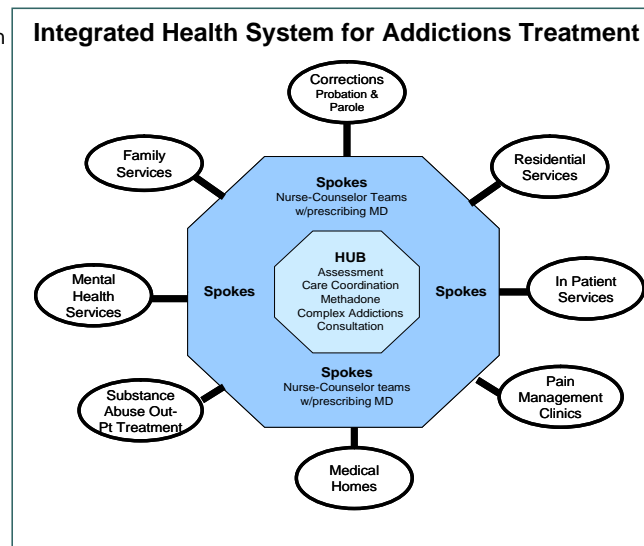 n
Integrated Health System for Addictions Treatment
Corrections
Probation &
Parole
Family
Services
Residential
Services
Spokes
Nurse-Counselor Teams
w/prescribing MD
HUB
Assessment
Care Coordination
Methadone
Complex Addictions
Consultation
Mental
Health
Services
Spokes
Spokes
In Patient
Services
Spokes
Nurse-Counselor teams
w/prescribing MD
Substance
Abuse Out-
Pt Treatment
Pain
Management
Clinics
Medical
Homes